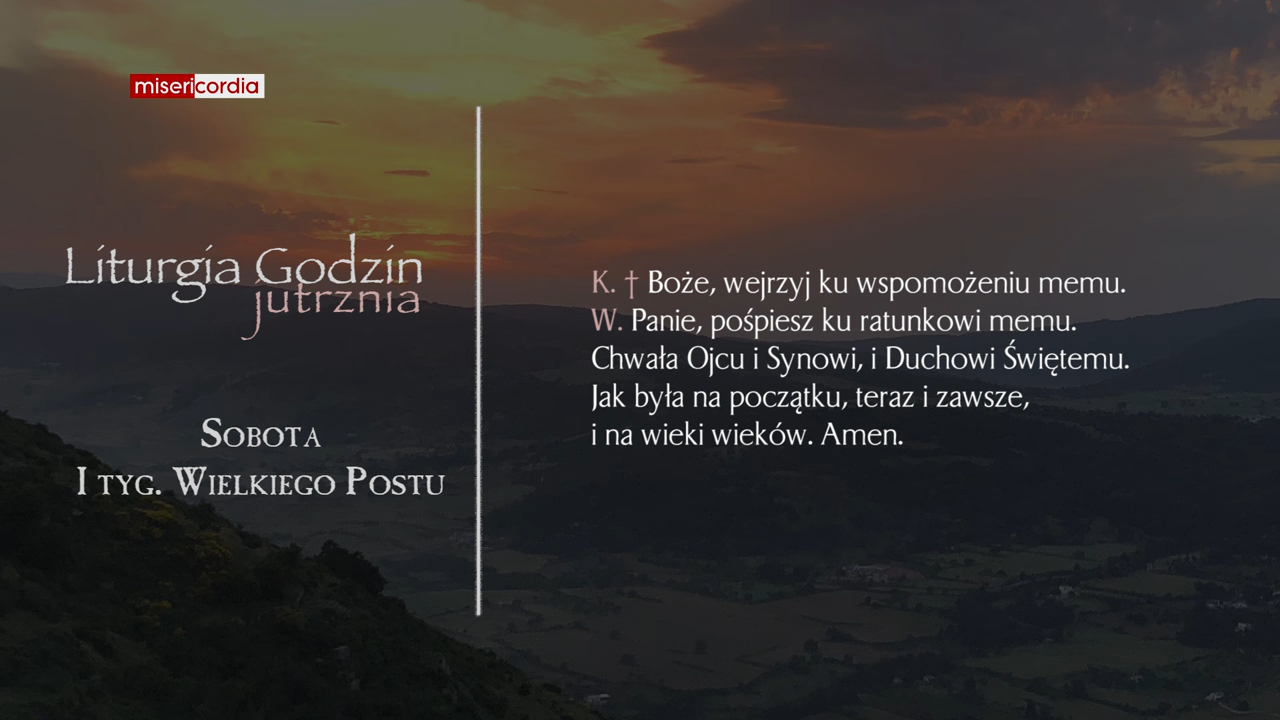 misericordia
Liturgia Godzin
jutrznia
Sobota
I tyg. Wielkiego Postu
K. † Boże, wejrzyj ku wspomożeniu memu.
W. Panie, pośpiesz ku ratunkowi memu.
Chwała Ojcu i Synowi, i Duchowi Świętemu.
Jak była na początku, teraz i zawsze,
i na wieki wieków. Amen.